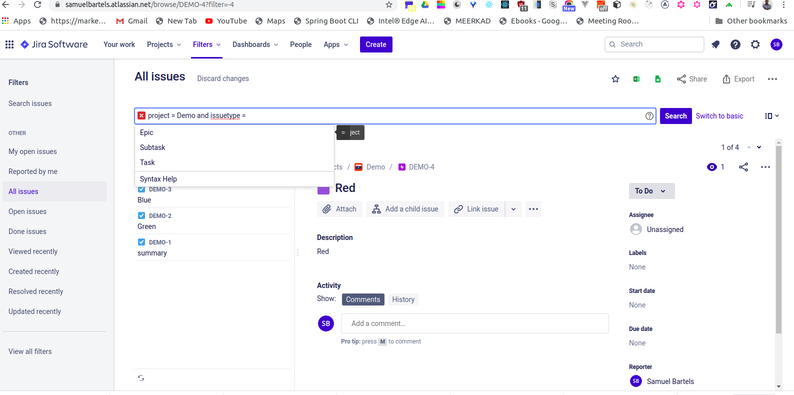 samuelbartels.atlassian.net/browse/DEMO-4?filter=-4
Apps https://marke... Gmail New Tab YouTube Maps Spring Boot CLI Intel® Edge AI... MEERKAD Ebooks - Goog... Meeting Roo... Other bookmarks
Jira Software Your work Projects Filters Dashboards People Apps Create Search SB
Filters
Search issues
OTHER
My open issues
Reported by me
All issues
Open issues
Done issues
Viewed recently
Created recently
Resolved recently
Updated recently
View all filters
All issues Discard changes
Share Export
project = Demo and issuetype =
Search Switch to basic
Epic
Subtask
Task
Syntax Help
= ject
1 of 4
cts / Demo / DEMO-4
1
DEMO-3
Blue
DEMO-2
Green
DEMO-1
summary
Red
Attach Add a child issue Link issue
Description
Red
Activity
Show: Comments History
SB Add a comment...
Pro tip: press M to comment
To Do
Assignee
Unassigned
Labels
None
Start date
None
Due date
None
Reporter
SB Samuel Bartels